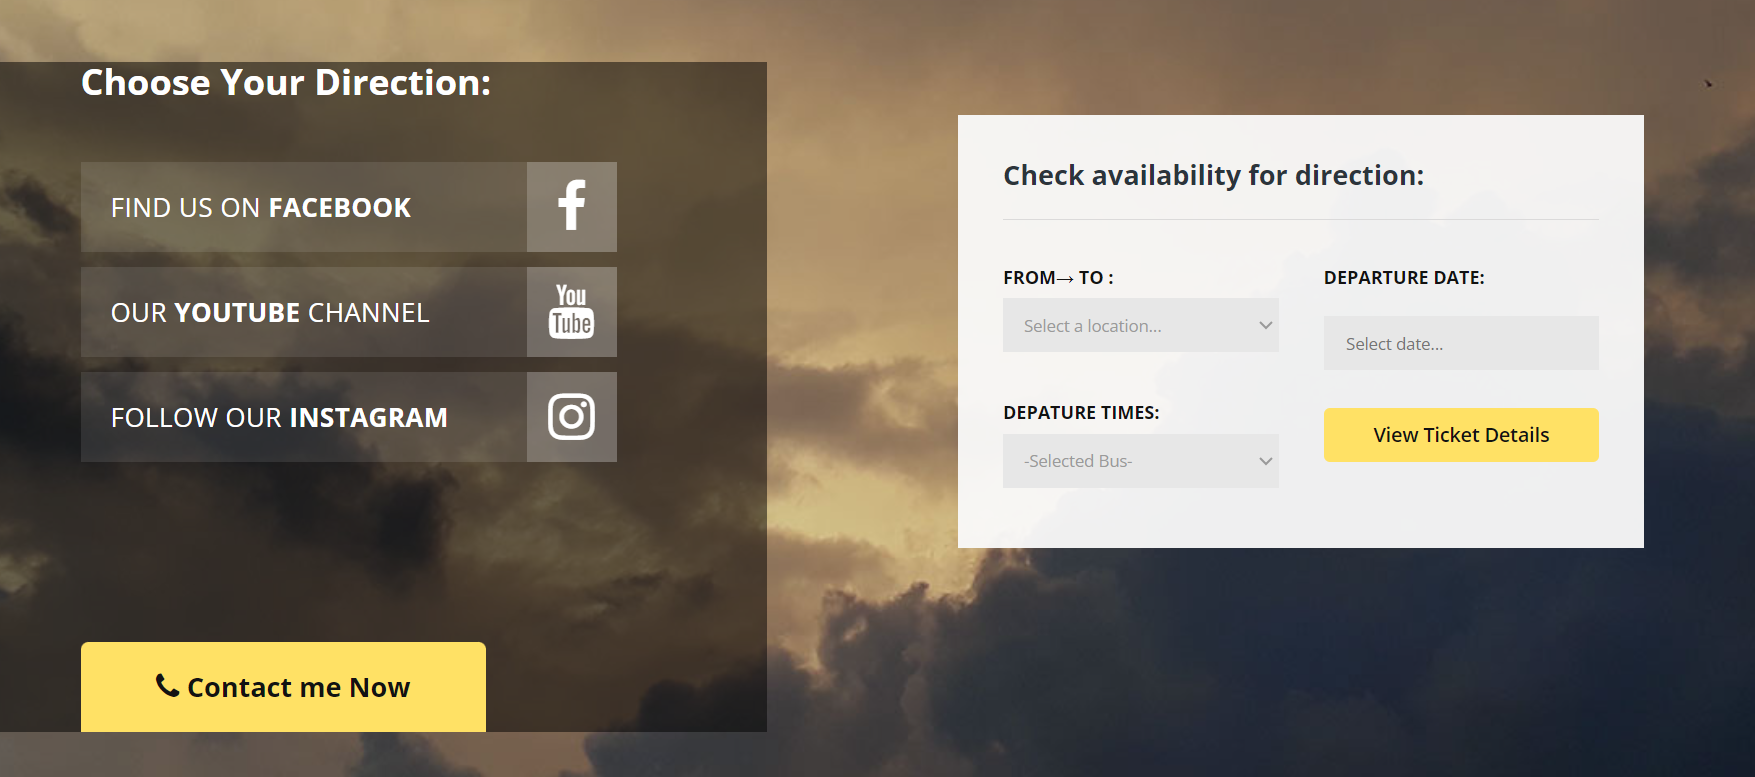 Choose Your Direction:
FIND US ON FACEBOOK
OUR YOUTUBE CHANNEL
You
Tube
FOLLOW OUR INSTAGRAM
Contact me Now
Check availability for direction:
FROM→ TO :
Select a location...
DEPARTURE DATE:
Select date...
DEPATURE TIMES:
-Selected Bus-
View Ticket Details